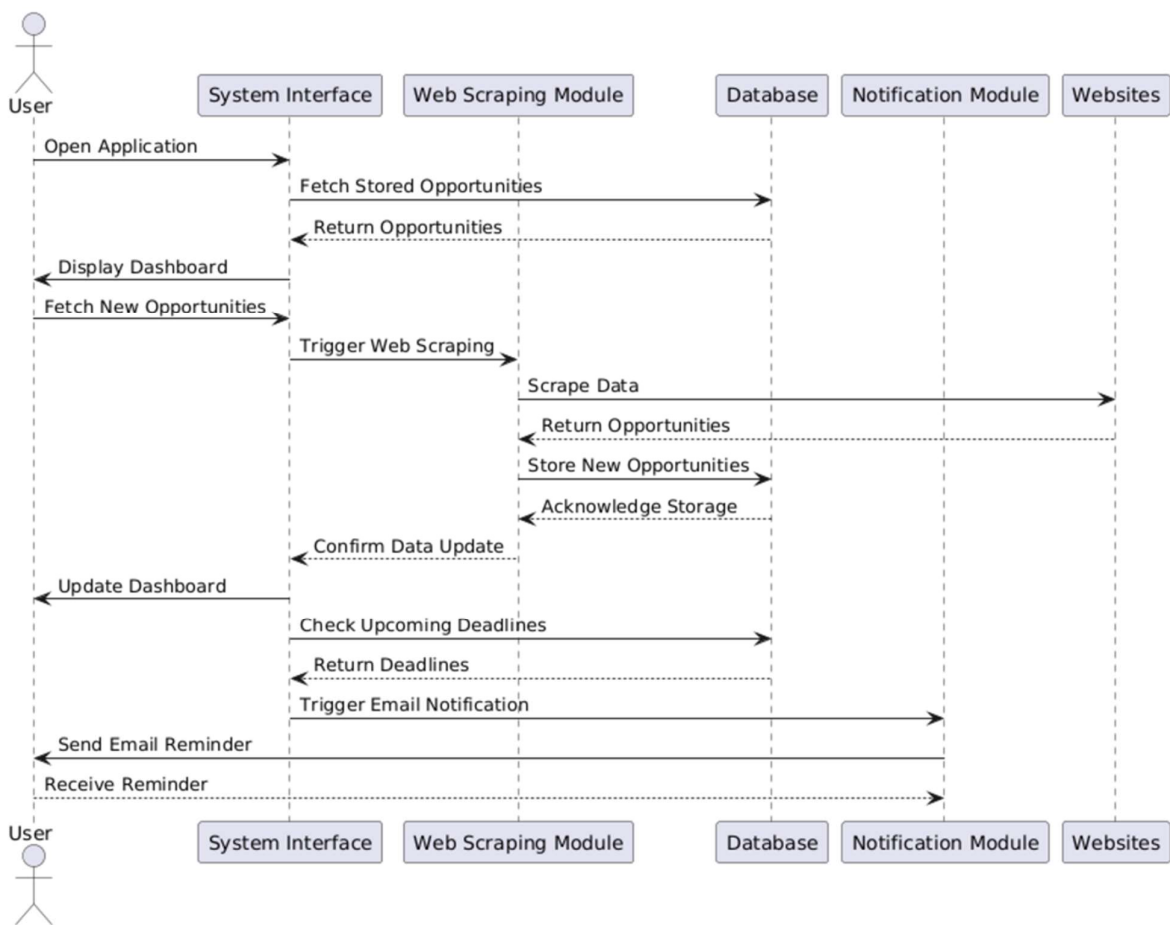 User
System Interface
Web Scraping Module
Database
Notification Module
Websites
Open Application
Fetch Stored Opportunities
Return Opportunities
Display Dashboard
Fetch New Opportunities
Trigger Web Scraping
Scrape Data
Return Opportunities
Store New Opportunities
Acknowledge Storage
Confirm Data Update
Update Dashboard
Check Upcoming Deadlines
Return Deadlines
Trigger Email Notification
Send Email Reminder
Receive Reminder
User
System Interface
Web Scraping Module
Database
Notification Module
Websites